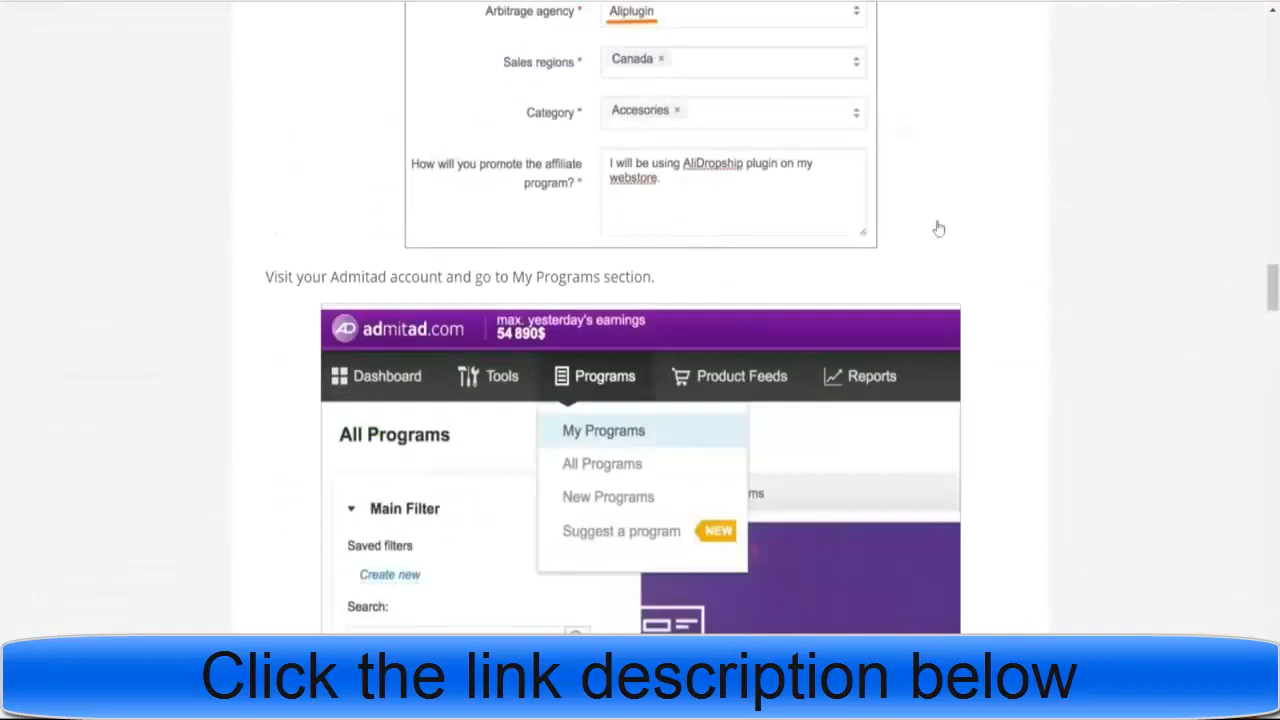 Arbitrage agency * Aliplugin
Sales regions * Canada ×
Category * Accesories ×
How will you promote the affiliate program? *
I will be using AliDropship plugin on my
webstore.
Visit your Admitad account and go to My Programs section.
admitad.com
max. yesterday's earnings
54 890$
Dashboard Tools Programs Product Feeds Reports
All Programs
My Programs
All Programs
New Programs
ms
Suggest a program NEW
Main Filter
Saved filters
Create new
Search:
Click the link description below